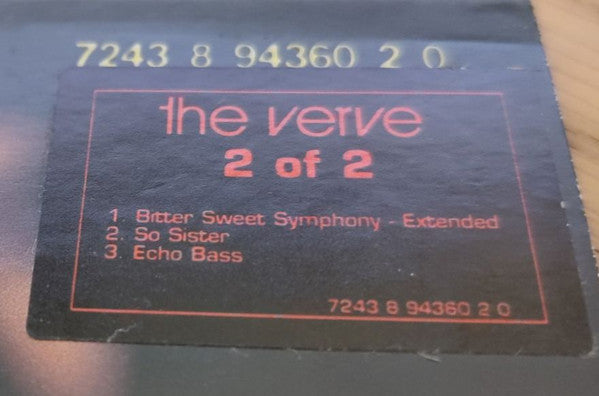 7243 8 94360 2 0
the verve
2 of 2
1. Bitter Sweet Symphony - Extended
2. So Sister
3. Echo Bass
7243 8 94360 2 0